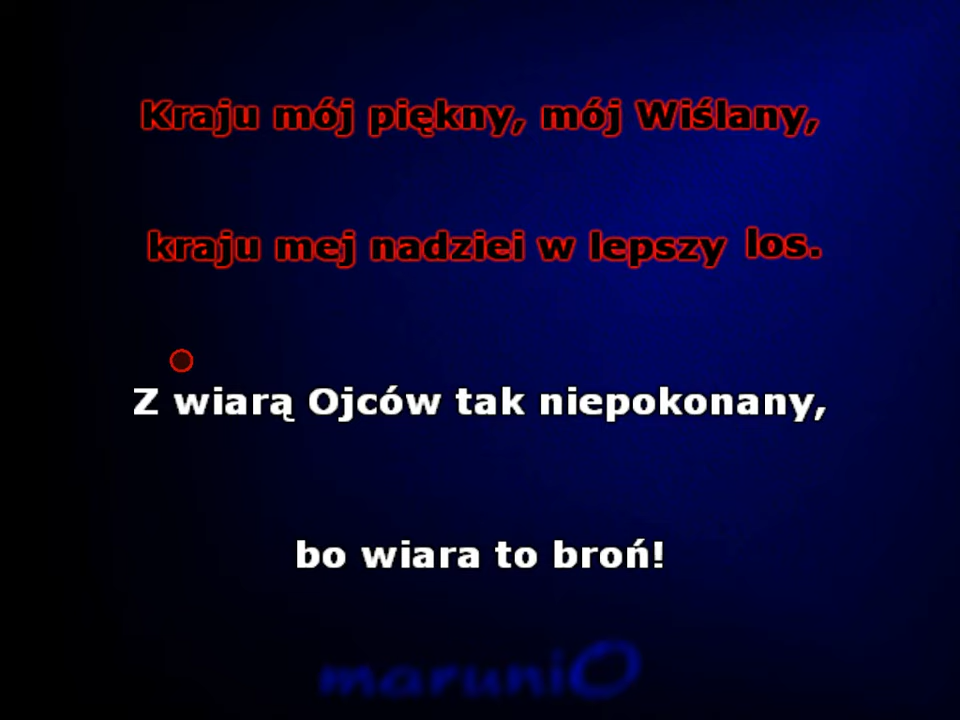 Kraju mój piękny, mój Wiślany,
kraju mej nadziei w lepszy los.
Z wiarą Ojców tak niepokonany,
bo wiara to broń!
maruniO